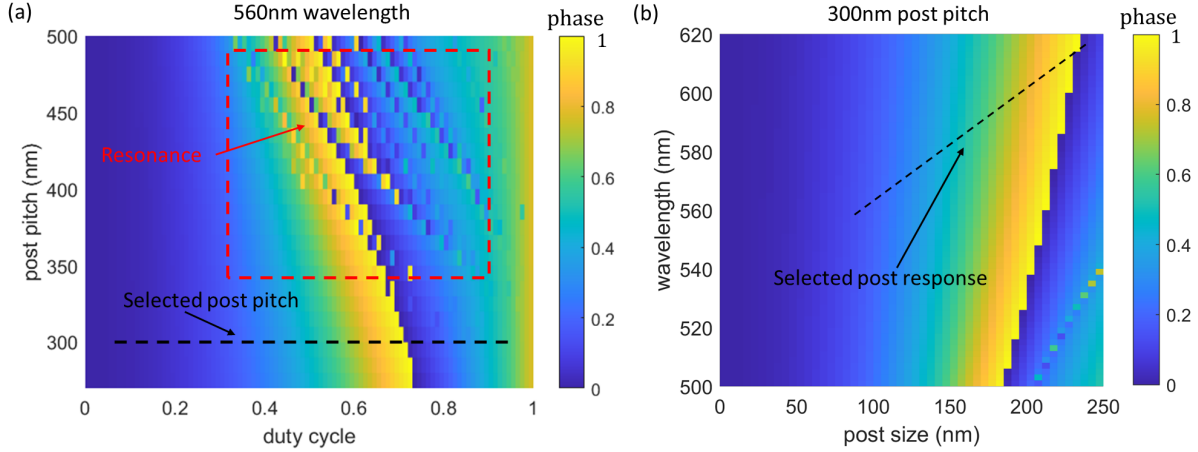 (a)
560nm wavelength
phase
500
450
400
350
300
post pitch (nm)
Resonance
Selected post pitch
0
0.2
0.4
0.6
0.8
1
duty cycle
1
0.8
0.6
0.4
0.2
0
(b)
300nm post pitch
phase
620
600
580
560
540
520
500
wavelength (nm)
Selected post response
0
50
100
150
200
250
post size (nm)
1
0.8
0.6
0.4
0.2
0